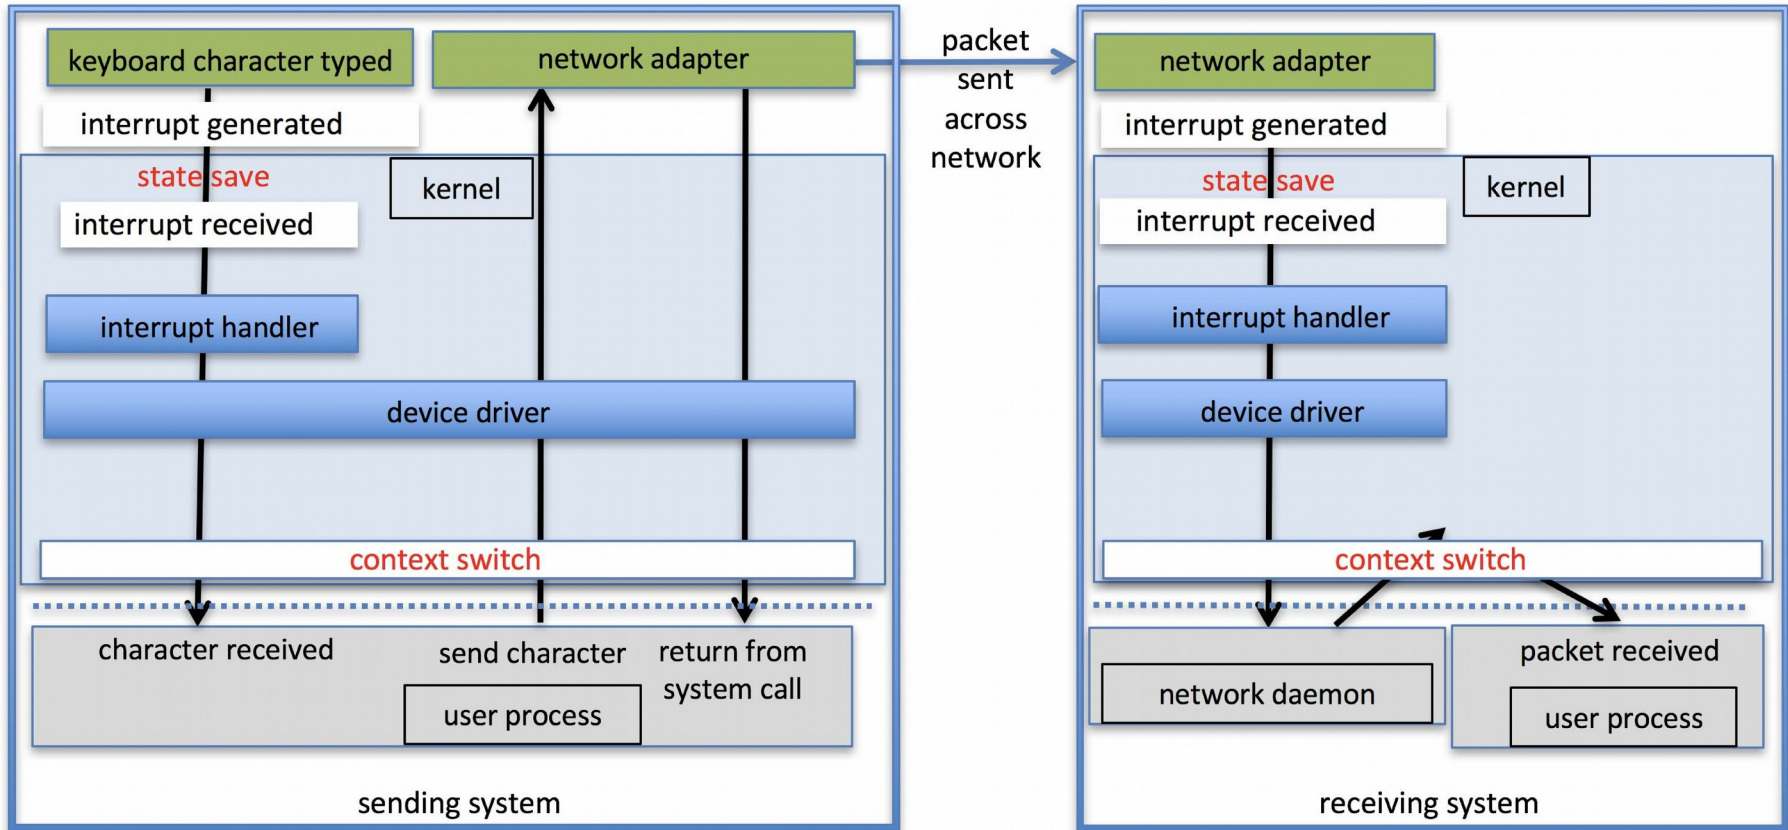 keyboard character typed
network adapter
interrupt generated
state save
kernel
interrupt received
interrupt handler
device driver
context switch
character received
send character
return from
system call
user process
sending system
packet
sent
across
network
network adapter
interrupt generated
state save
kernel
interrupt received
interrupt handler
device driver
context switch
network daemon
packet received
user process
receiving system